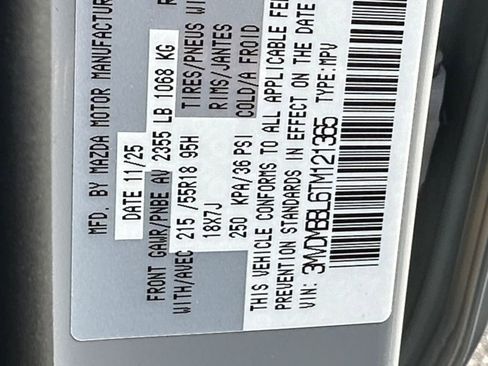 MFD. BY MAZDA MOTOR MANUFACTUR
DATE 11/25
FRONT GAWR/PNBE AV 2355 LB 1068 KG
WITH/AVEC 215/55R18 95H TIRES/PNEUS W
18X7J RIMS/JANTES
250 KPA/36 PSI COLD/A FROID
THIS VEHICLE CONFORMS TO ALL APPLICABLE FE
PREVENTION STANDARDS IN EFFECT ON THE DATE
VIN: 3MVDMBBL6TM121365 TYPE: MPV